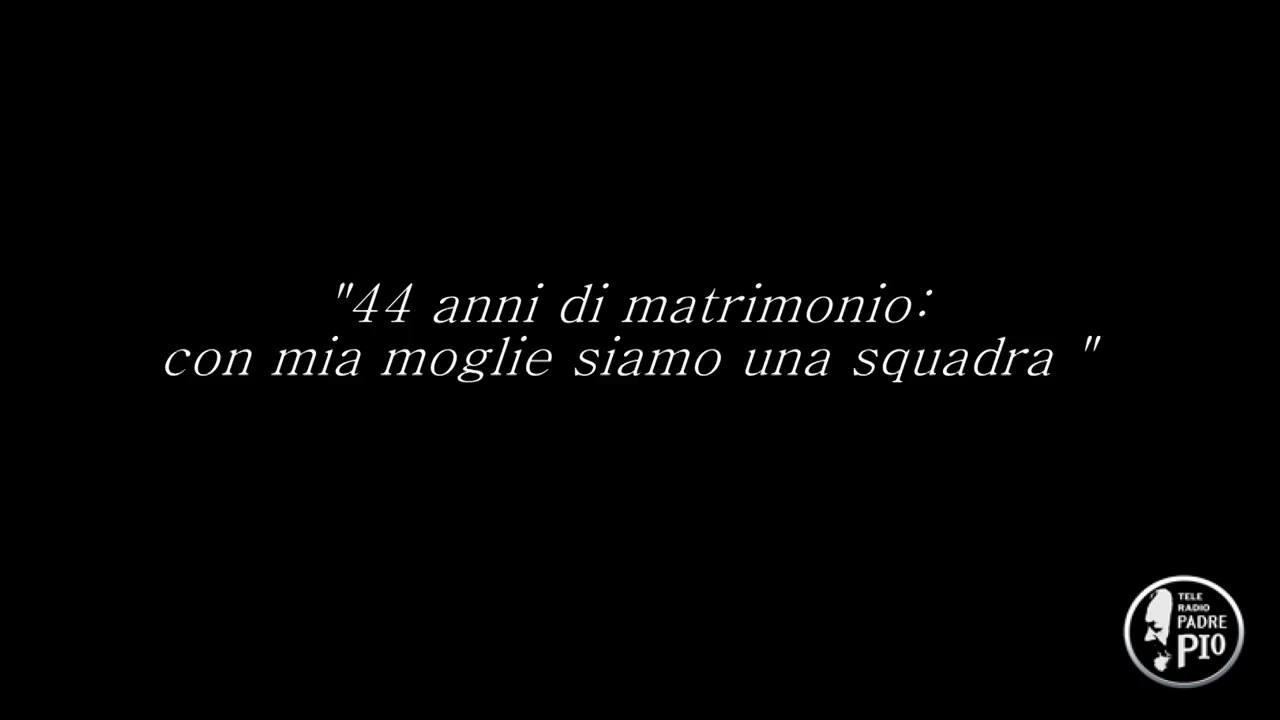 "44 anni di matrimonio:
con mia moglie siamo una squadra "
TELE
RADIO
PADRE
PIO